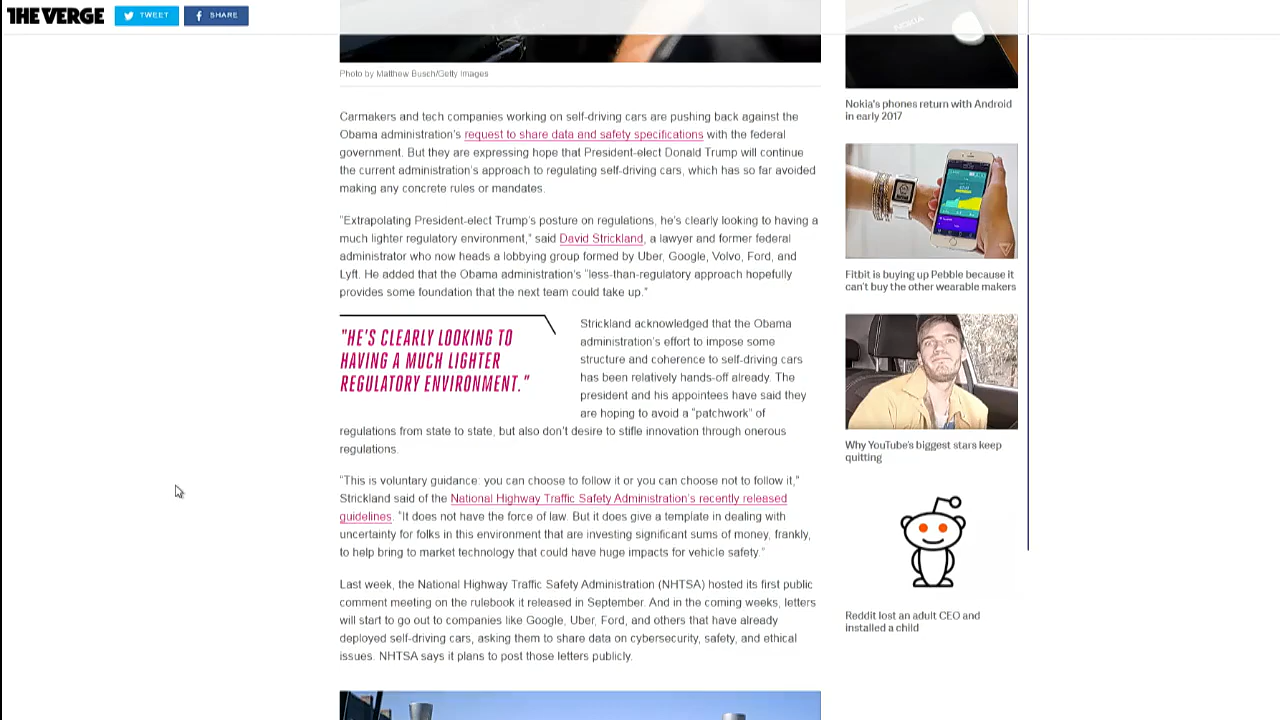 THE VERGE
TWEET
SHARE
NOKIA
Photo by Matthew Busch/Getty Images
Carmakers and tech companies working on self-driving cars are pushing back against the
Obama administration's request to share data and safety specifications with the federal
government. But they are expressing hope that President-elect Donald Trump will continue
the current administration's approach to regulating self-driving cars, which has so far avoided
making any concrete rules or mandates.
"Extrapolating President-elect Trump's posture on regulations, he's clearly looking to having a
much lighter regulatory environment," said David Strickland, a lawyer and former federal
administrator who now heads a lobbying group formed by Uber, Google, Volvo, Ford, and
Lyft. He added that the Obama administration's "less-than-regulatory approach hopefully
provides some foundation that the next team could take up."
"HE'S CLEARLY LOOKING TO
HAVING A MUCH LIGHTER
REGULATORY ENVIRONMENT."
Strickland acknowledged that the Obama
administration's effort to impose some
structure and coherence to self-driving cars
has been relatively hands-off already. The
president and his appointees have said they
are hoping to avoid a "patchwork" of
regulations from state to state, but also don't desire to stifle innovation through onerous
regulations.
"This is voluntary guidance: you can choose to follow it or you can choose not to follow it,"
Strickland said of the National Highway Traffic Safety Administration's recently released
guidelines. "It does not have the force of law. But it does give a template in dealing with
uncertainty for folks in this environment that are investing significant sums of money, frankly,
to help bring to market technology that could have huge impacts for vehicle safety."
Last week, the National Highway Traffic Safety Administration (NHTSA) hosted its first public
comment meeting on the rulebook it released in September. And in the coming weeks, letters
will start to go out to companies like Google, Uber, Ford, and others that have already
deployed self-driving cars, asking them to share data on cybersecurity, safety, and ethical
issues. NHTSA says it plans to post those letters publicly.
Nokia's phones return with Android
in early 2017
Fitbit is buying up Pebble because it
can't buy the other wearable makers
Why YouTube's biggest stars keep
quitting
Reddit lost an adult CEO and
installed a child